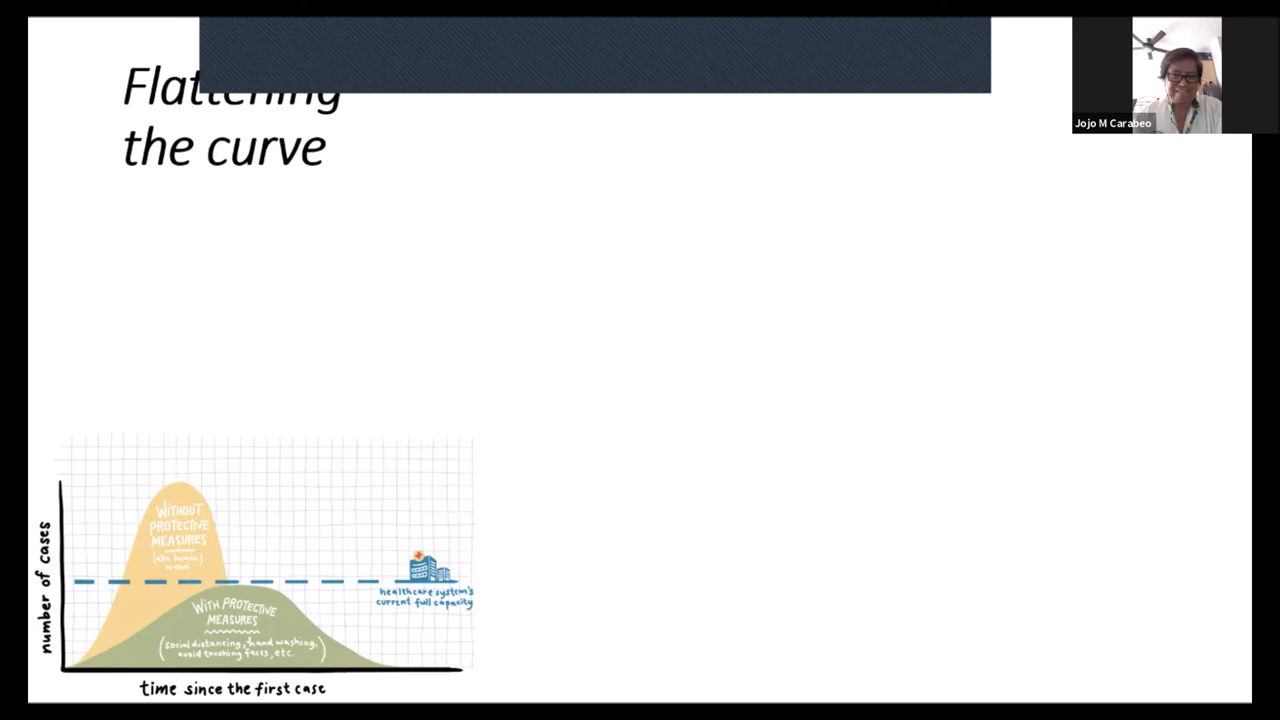 Flattening
the curve
Jojo M Carabeo
WITHOUT
PROTECTIVE
MEASURES
number of cases
healthcare system's
current full capacity
WITH PROTECTIVE
MEASURES
(social distancing, hand washing,
avoid touching faces, etc.)
time since the first case